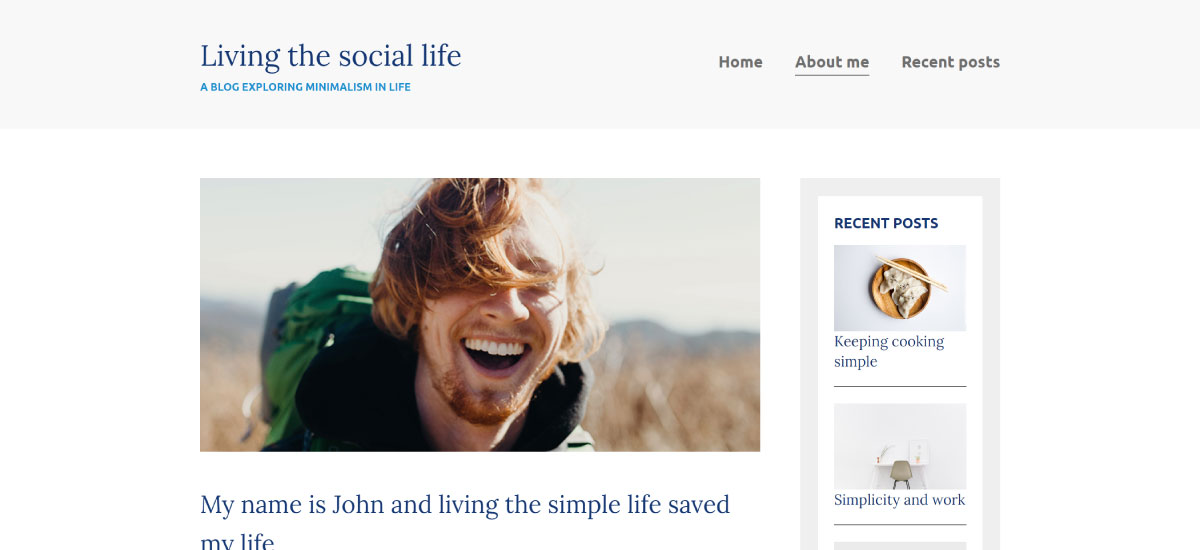 Living the social life
A BLOG EXPLORING MINIMALISM IN LIFE
Home About me Recent posts
My name is John and living the simple life saved
my life
RECENT POSTS
Keeping cooking
simple
Simplicity and work